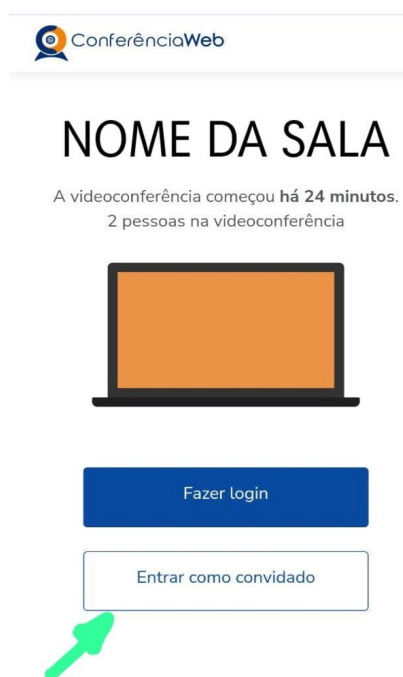 ConferênciaWeb
NOME DA SALA
A videoconferência começou há 24 minutos.
2 pessoas na videoconferência
Fazer login
Entrar como convidado